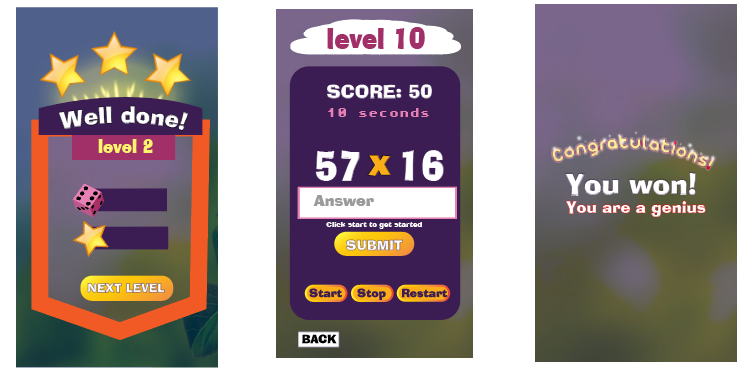 Well done!
level 2
NEXT LEVEL
level 10
SCORE: 50
10 seconds
57 x 16
Answer
Click start to get started
SUBMIT
Start Stop Restart
BACK
Congratutations!
You won!
You are a genius